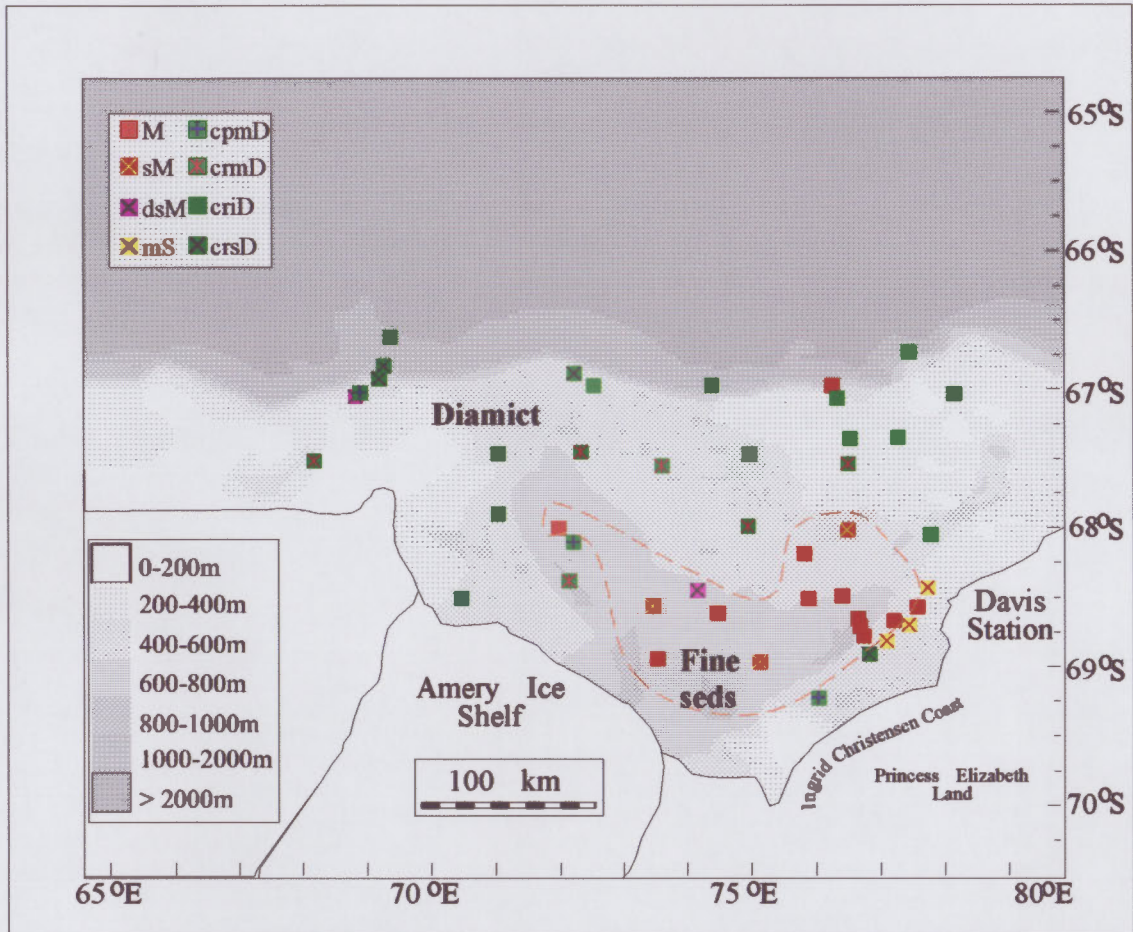 M
cpmD
sM
crmD
dsM
criD
mS
crsD
65°S
66°S
67°S
68°S
69°S
70°S
Diamict
Fine
seds
Davis
Station
Amery Ice
Shelf
Ingrid Christensen Coast
Princess Elizabeth
Land
0-200m
200-400m
400-600m
600-800m
800-1000m
1000-2000m
> 2000m
100 km
65°E
70°E
75°E
80°E